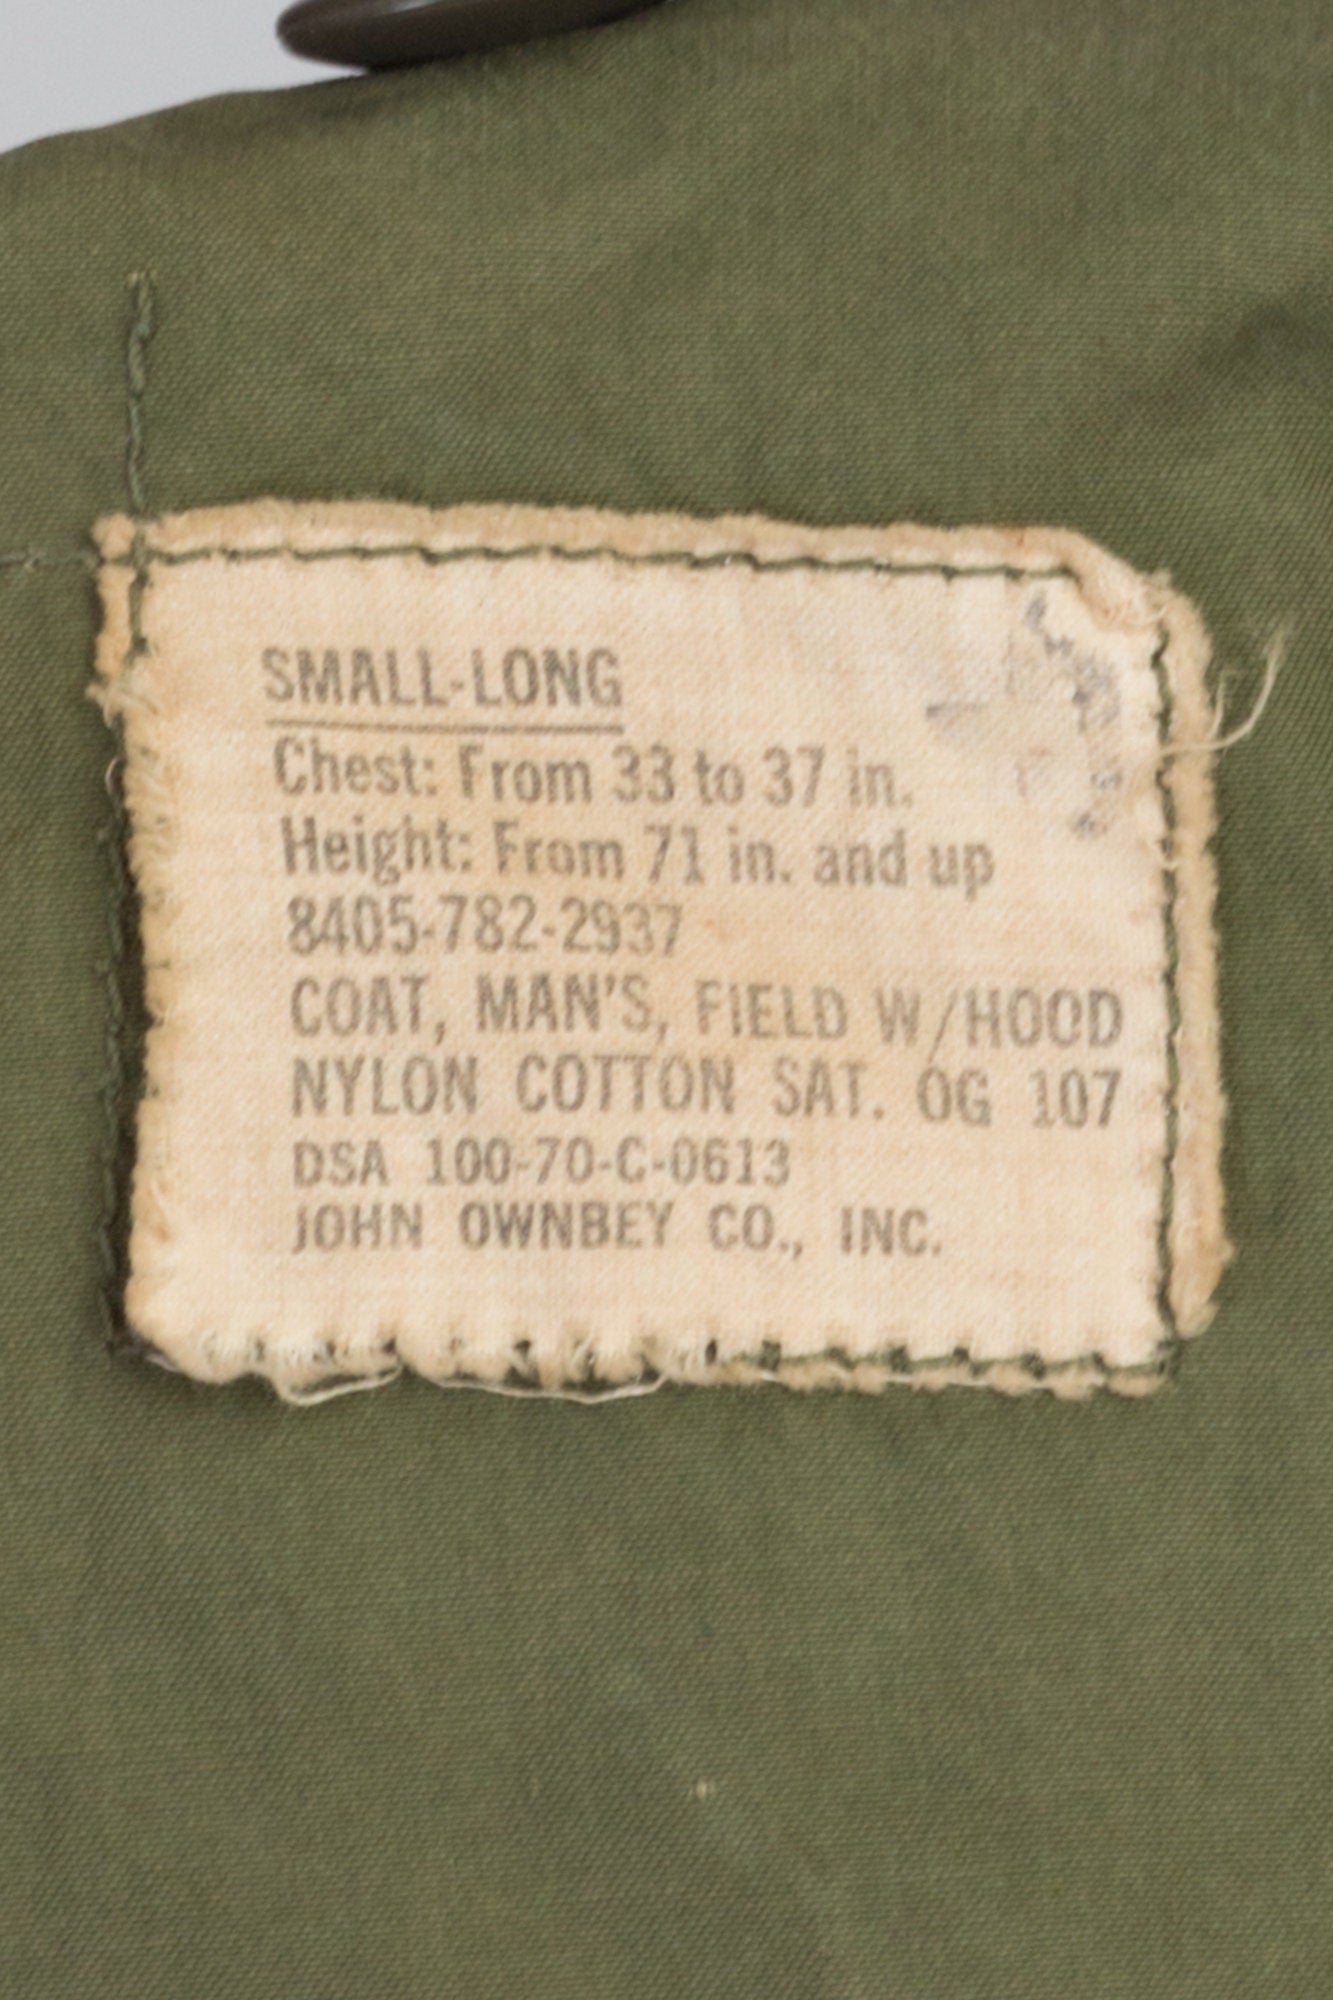 SMALL-LONG
Chest: From 33 to 37 in.
Height: From 71 in. and up
8405-782-2937
COAT, MAN'S, FIELD W/HOOD
NYLON COTTON SAT. OG 107
DSA 100-70-C-0613
JOHN OWNBEY CO., INC.